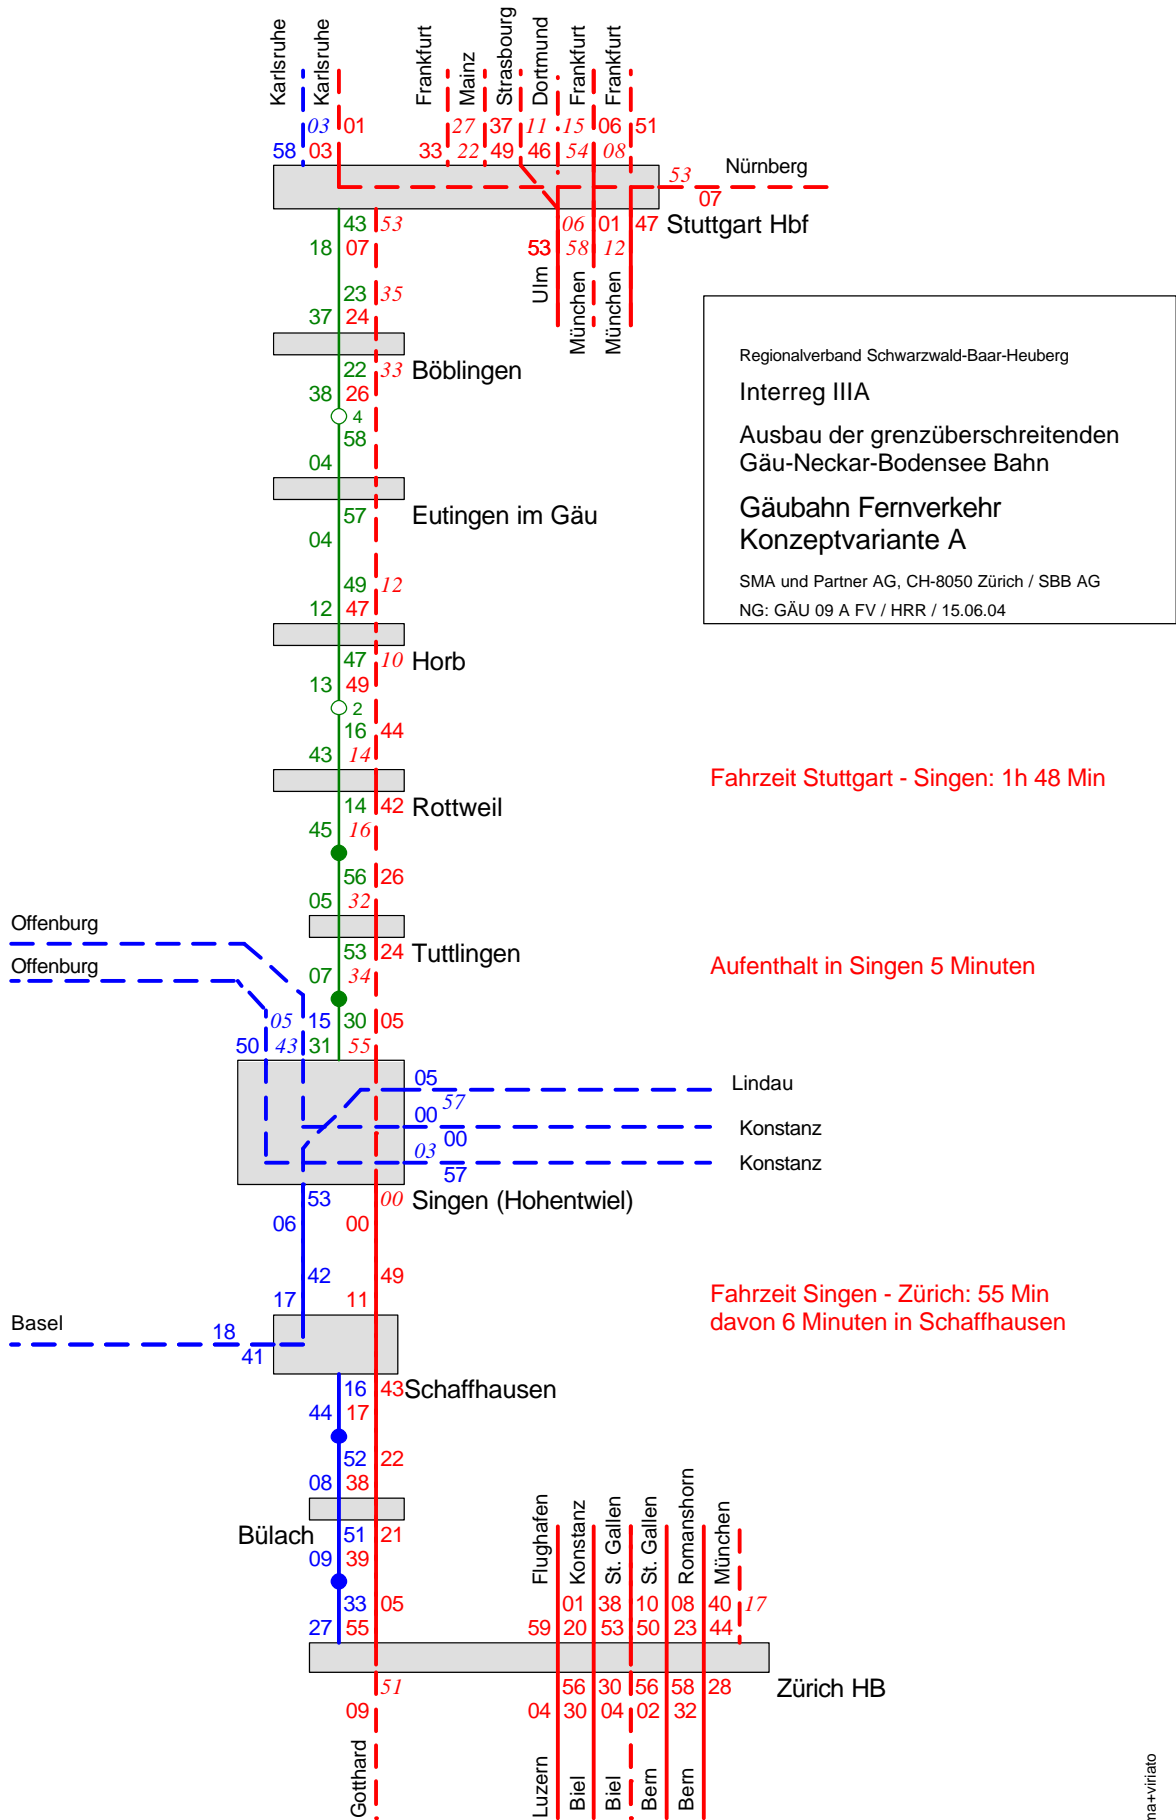 Karlsruhe
Karlsruhe
Frankfurt
Mainz
Strasbourg
Dortmund
Frankfurt
Frankfurt
03 01 27 37 11 15 06 51
58 03 33 22 49 46 54 08
53 Nürnberg
07
43 53 06 01 47 Stuttgart Hbf
18 07 53 58 12
Ulm
München
München
23 35
37 24
22 33 Böblingen
38 26
4
58
04
57 Eutingen im Gäu
04
49 12
12 47
47 10 Horb
13 49
2
16 44
43 14
14 42 Rottweil
45 16
56 26
05 32
53 24 Tuttlingen
07 34
Regionalverband Schwarzwald-Baar-Heuberg
Interreg IIIA
Ausbau der grenzüberschreitenden
Gäu-Neckar-Bodensee Bahn
Gäubahn Fernverkehr
Konzeptvariante A
SMA und Partner AG, CH-8050 Zürich / SBB AG
NG: GÄU 09 A FV / HRR / 15.06.04
Fahrzeit Stuttgart - Singen: 1h 48 Min
Aufenthalt in Singen 5 Minuten
Offenburg
Offenburg
05 15 30 05
50 43 31 55
05 Lindau
57
00 Konstanz
00
03 Konstanz
57
53 00 Singen (Hohentwiel)
06 00
42 49
17 11
Fahrzeit Singen - Zürich: 55 Min
davon 6 Minuten in Schaffhausen
Basel
18
41
16 43 Schaffhausen
44 17
52 22
08 38
Bülach 51 21
09 39
33 05
27 55
Flughafen
Konstanz
St. Gallen
St. Gallen
Romanshorn
München
01 38 10 08 40 17
59 20 53 50 23 44
51 56 30 56 58 28 Zürich HB
09 04 30 04 02 32
Gotthard
Luzern
Biel
Biel
Bern
Bern